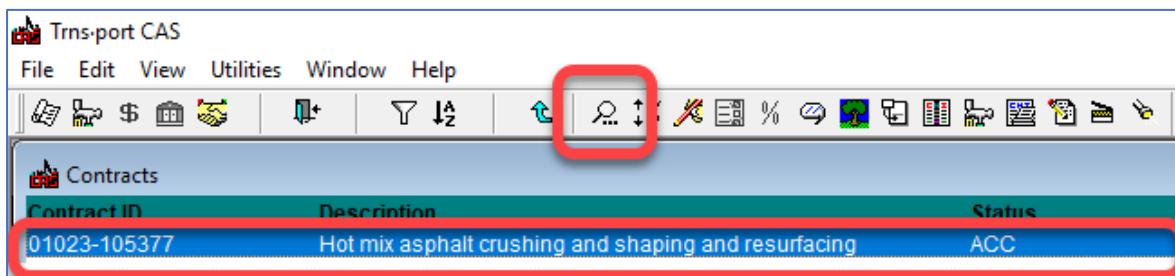 Trns•port CAS
File Edit View Utilities Window Help
Contracts
Contract ID Description Status
01023-105377 Hot mix asphalt crushing and shaping and resurfacing ACC